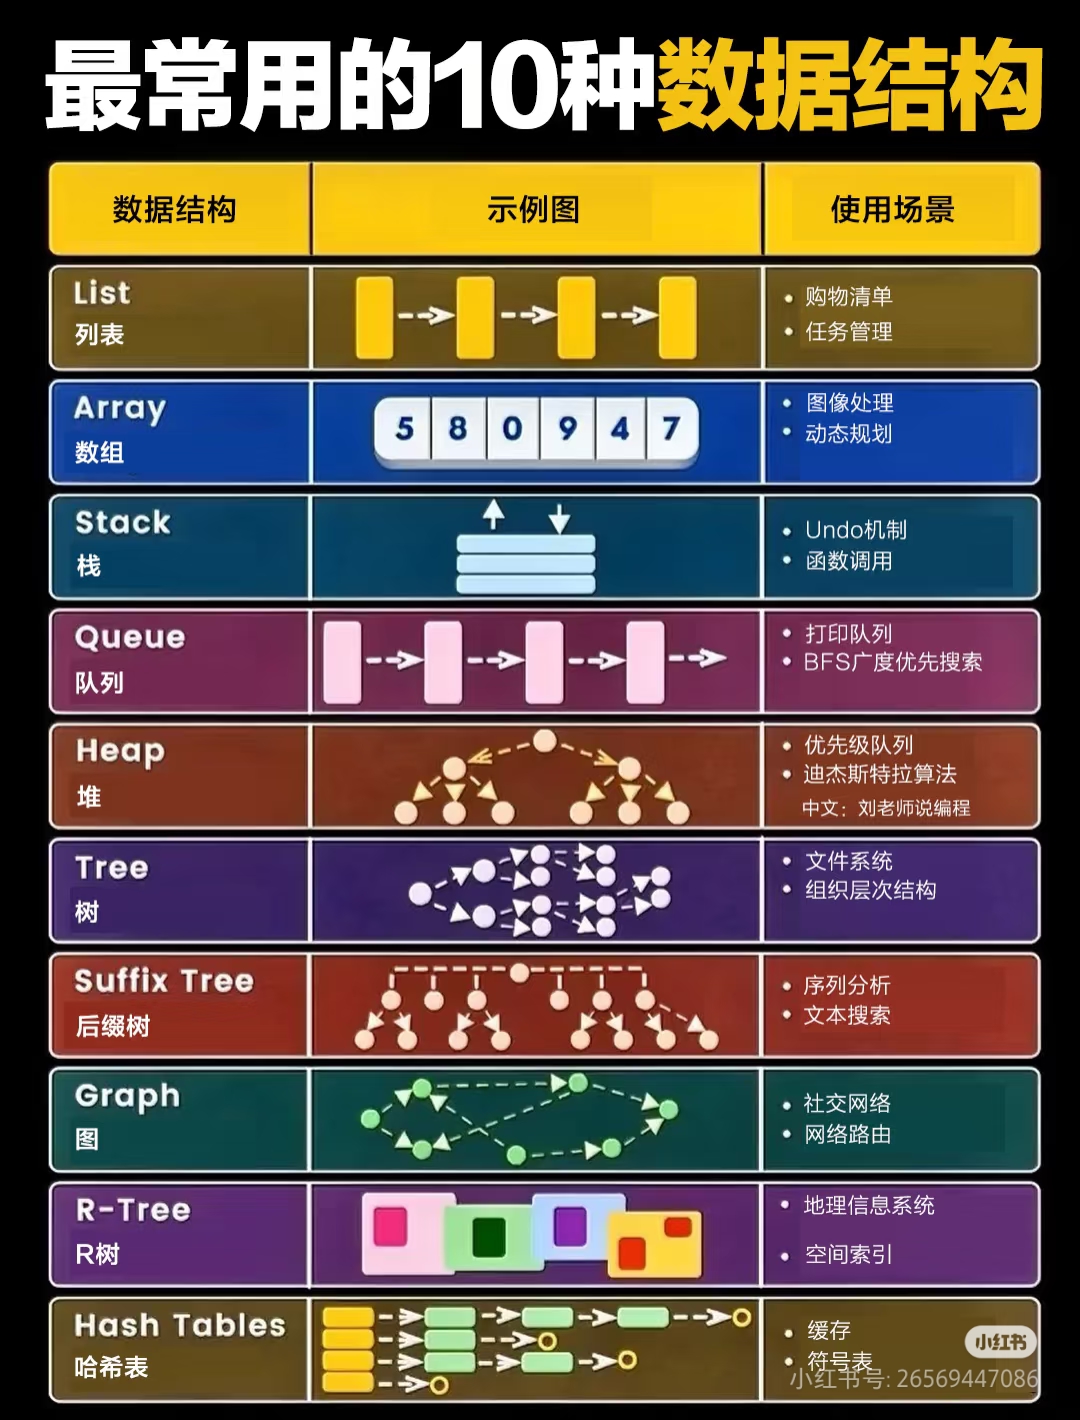 最常用的10种数据结构
数据结构
示例图
使用场景
List
列表
• 购物清单
• 任务管理
Array
数组
5 8 0 9 4 7
• 图像处理
• 动态规划
Stack
栈
• Undo机制
• 函数调用
Queue
队列
• 打印队列
• BFS广度优先搜索
Heap
堆
• 优先级队列
• 迪杰斯特拉算法
中文：刘老师说编程
Tree
树
• 文件系统
• 组织层次结构
Suffix Tree
后缀树
• 序列分析
• 文本搜索
Graph
图
• 社交网络
• 网络路由
R-Tree
R树
• 地理信息系统
• 空间索引
Hash Tables
哈希表
• 缓存
• 符号表
小红书
小红书号: 26569447086